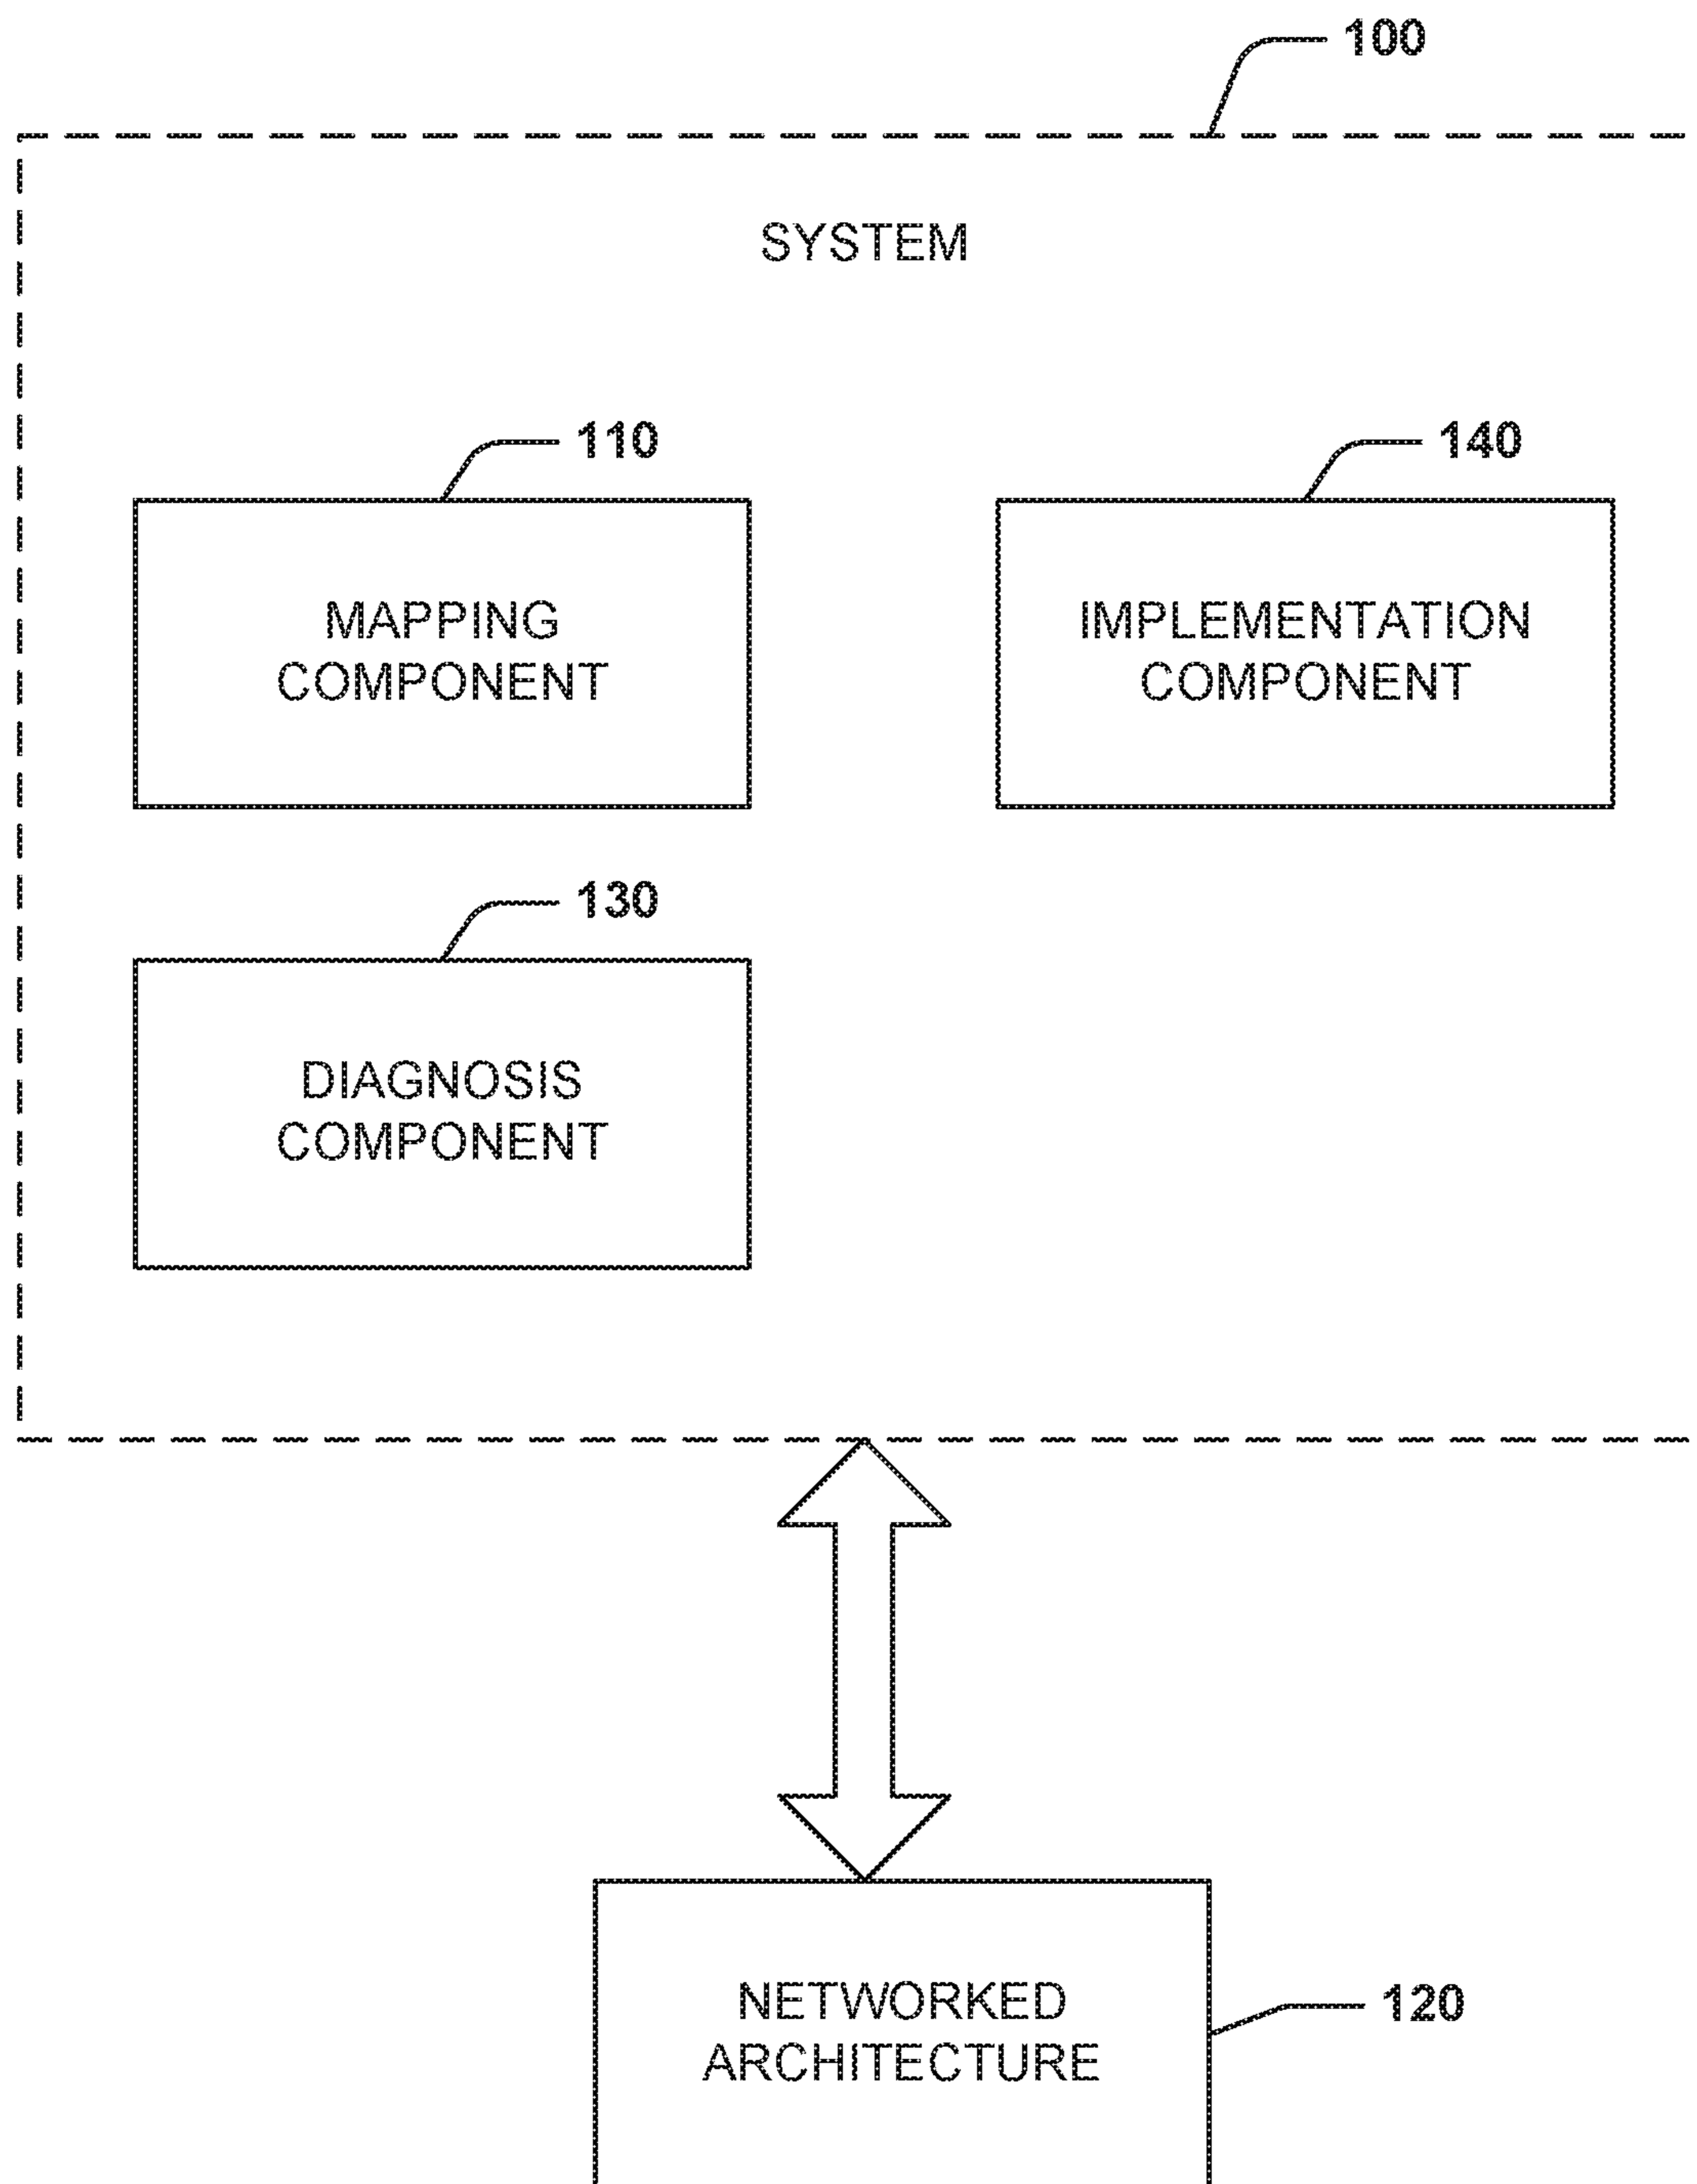 100
SYSTEM
110
140
MAPPING
COMPONENT
IMPLEMENTATION
COMPONENT
130
DIAGNOSIS
COMPONENT
NETWORKED
ARCHITECTURE
120